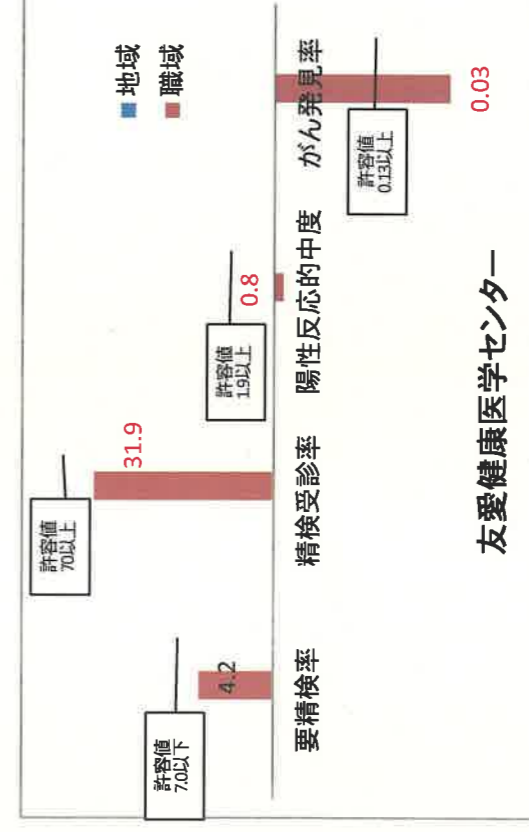 地域
職域
許容値
7.0以下
4.2
要精検率
許容値
70以上
31.9
精検受診率
許容値
1.9以上
0.8
陽性反応的中度
許容値
0.13以上
がん発見率
0.03
友愛健康医学センター